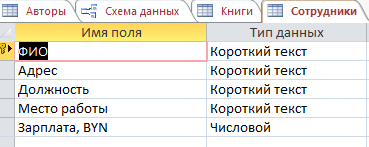 Авторы Схема данных Книги Сотрудники
Имя поля Тип данных
ФИО Короткий текст
Адрес Короткий текст
Должность Короткий текст
Место работы Короткий текст
Зарплата, BYN Числовой